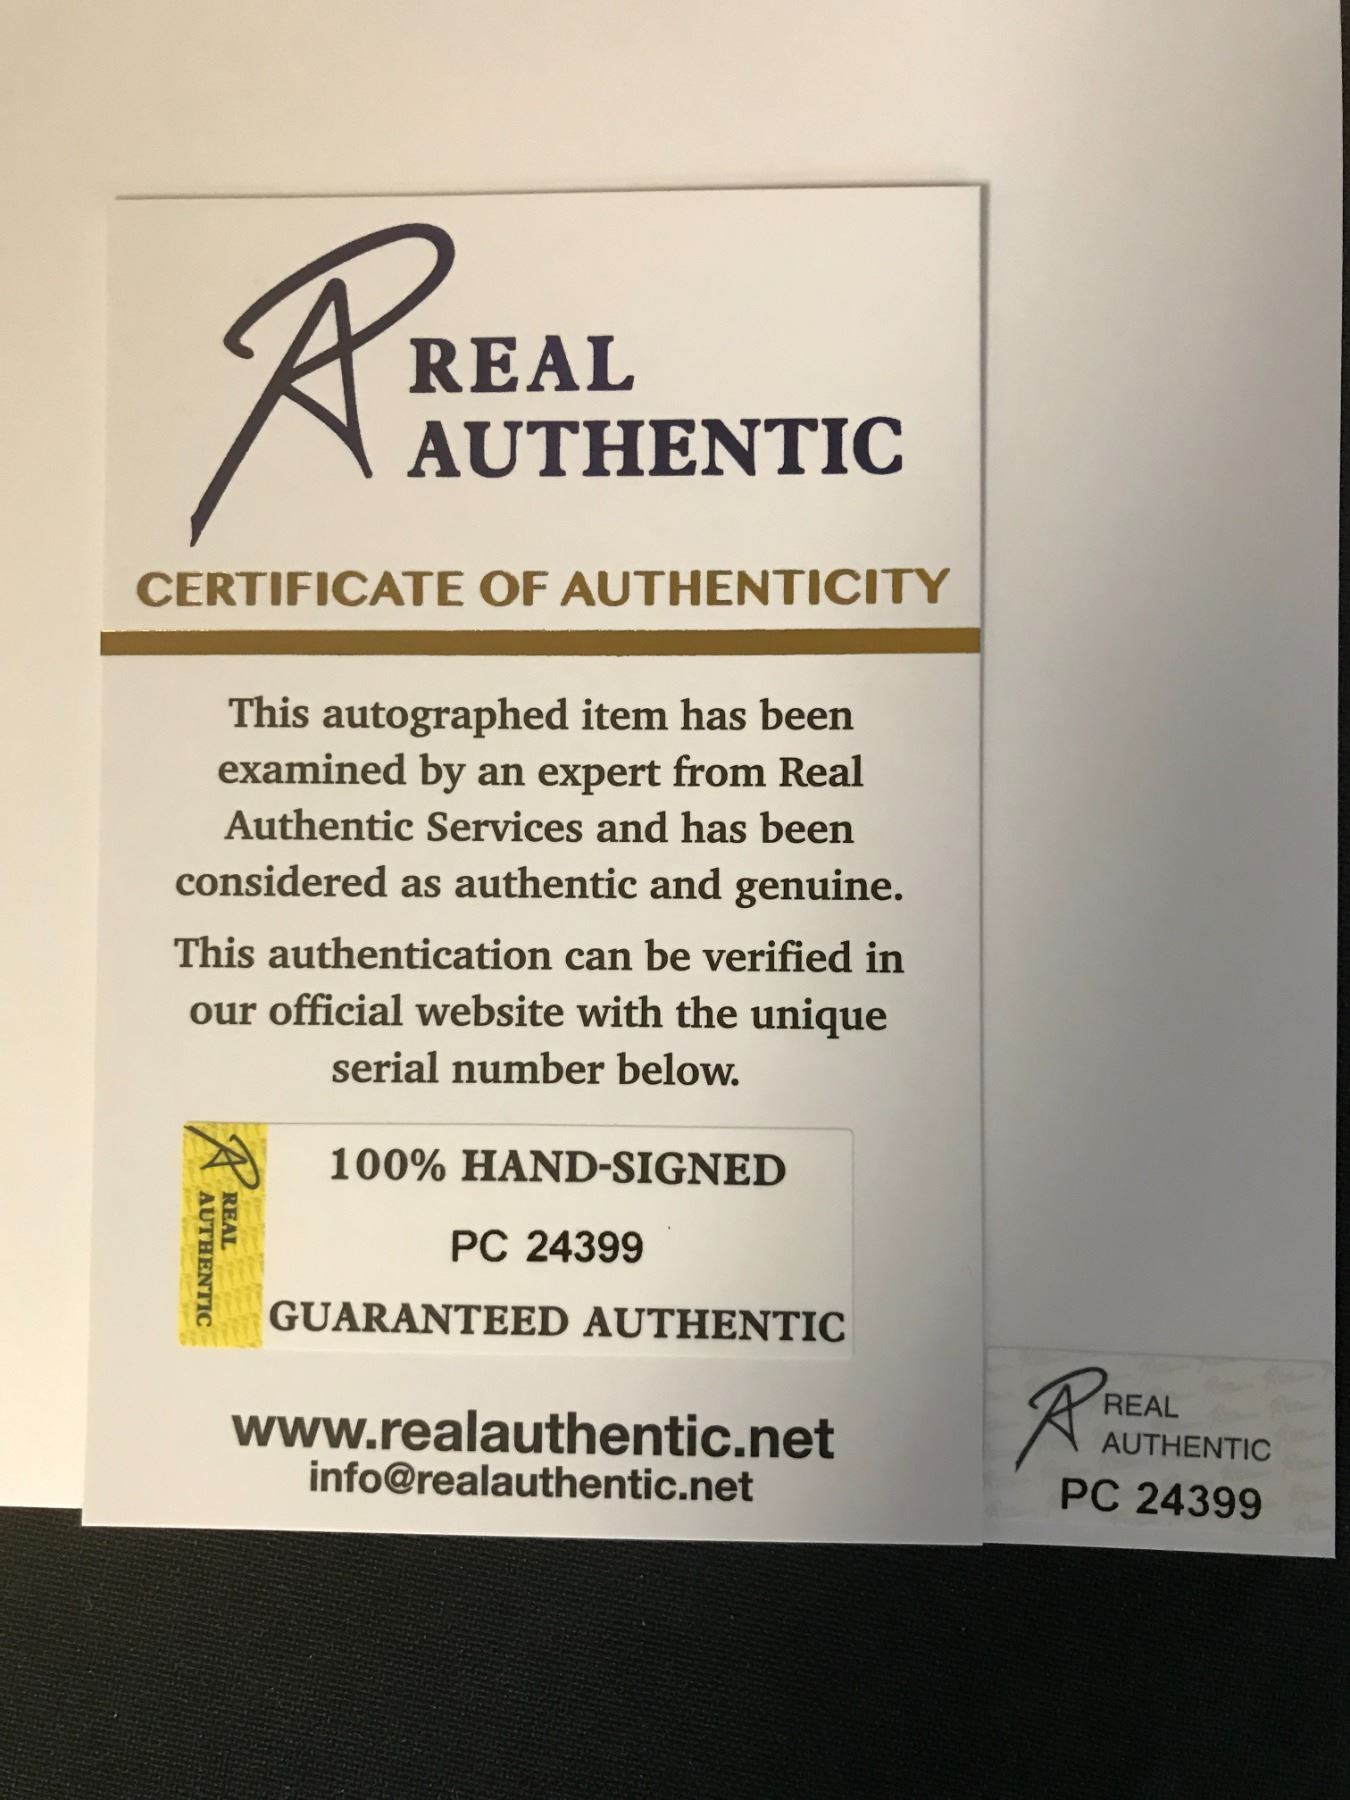 REAL
AUTHENTIC
CERTIFICATE OF AUTHENTICITY
This autographed item has been
examined by an expert from Real
Authentic Services and has been
considered as authentic and genuine.
This authentication can be verified in
our official website with the unique
serial number below.
REAL
AUTHENTIC
100% HAND-SIGNED
PC 24399
GUARANTEED AUTHENTIC
www.realauthentic.net
info@realauthentic.net
REAL
AUTHENTIC
PC 24399